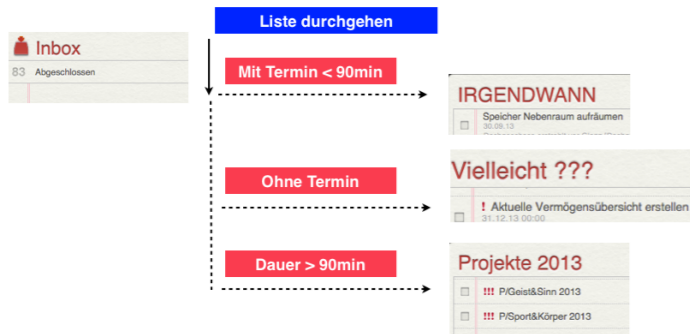 Liste durchgehen
Inbox
83 Abgeschlossen
Mit Termin < 90min
IRGENDWANN
Speicher Nebenraum aufräumen
30.09.13
Ohne Termin
Vielleicht ???
! Aktuelle Vermögensübersicht erstellen
31.12.13 00:00
Dauer > 90min
Projekte 2013
!!! P/Geist&Sinn 2013
!!! P/Sport&Körper 2013